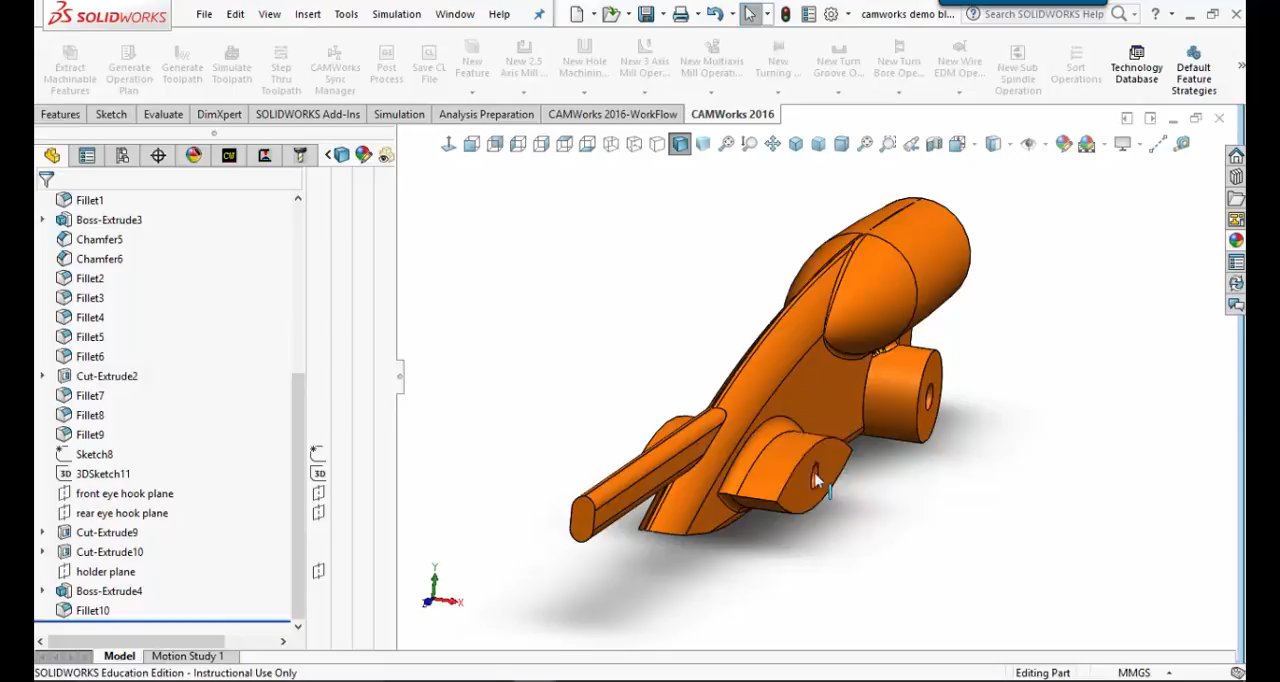 SOLIDWORKS File Edit View Insert Tools Simulation Window Help camworks demo bl... Search SOLIDWORKS Help ?
Extract Machinable Features
Generate Operation Plan
Generate Toolpath
Simulate Toolpath
Step Thru Toolpath
CAMWorks Sync Manager
Post Process
Save CL File
New Feature
New 2.5 Axis Mill ...
New Hole Machinin...
New 3 Axis Mill Oper...
New Multiaxis Mill Operati...
New Turning ...
New Turn Groove O...
New Turn Bore Ope...
New Wire EDM Ope...
New Sub Spindle Operation
Sort Operations
Technology Database
Default Feature Strategies
Features Sketch Evaluate DimXpert SOLIDWORKS Add-Ins Simulation Analysis Preparation CAMWorks 2016-WorkFlow CAMWorks 2016
Fillet1
Boss-Extrude3
Chamfer5
Chamfer6
Fillet2
Fillet3
Fillet4
Fillet5
Fillet6
Cut-Extrude2
Fillet7
Fillet8
Fillet9
Sketch8
3D 3DSketch11 3D
front eye hook plane
rear eye hook plane
Cut-Extrude9
Cut-Extrude10
holder plane
Boss-Extrude4
Fillet10
Y
X
Model Motion Study 1
SOLIDWORKS Education Edition - Instructional Use Only Editing Part MMGS